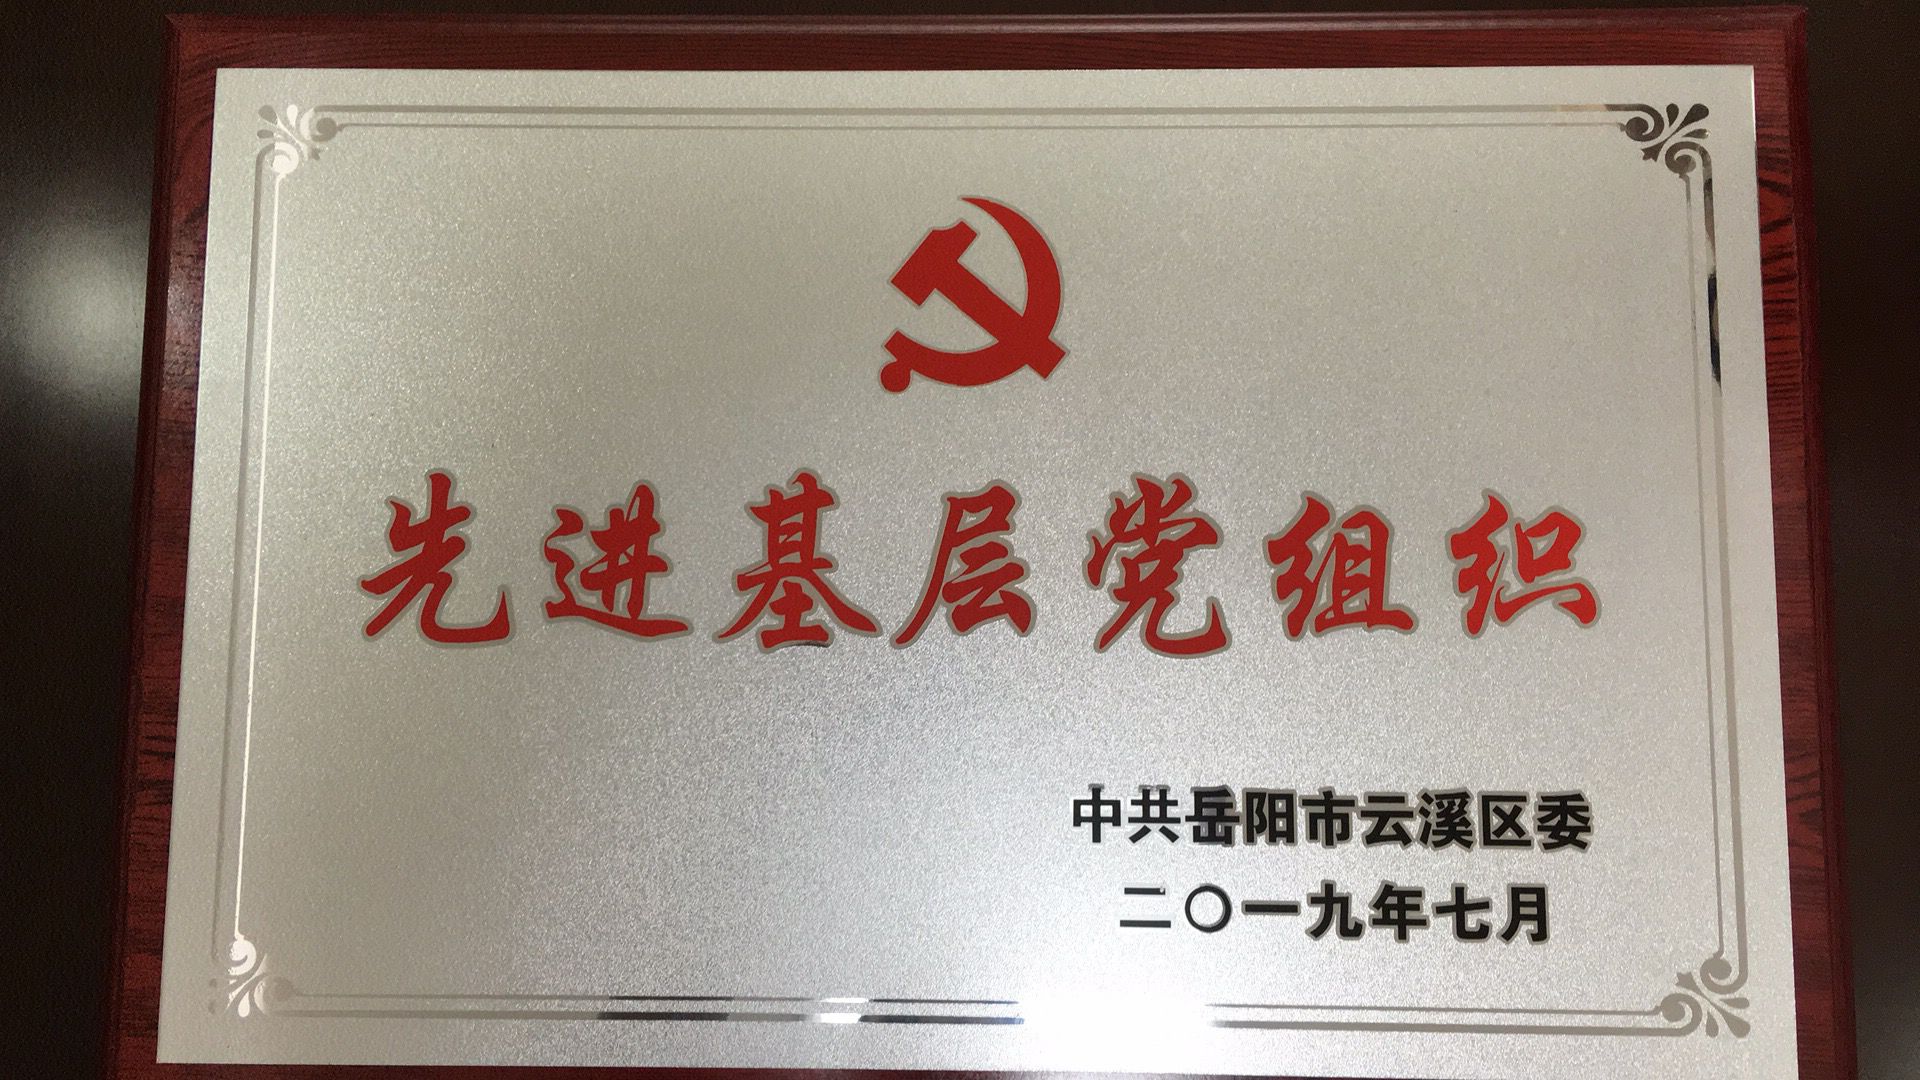 先进基层党组织
中共岳阳市云溪区委
二〇一九年七月